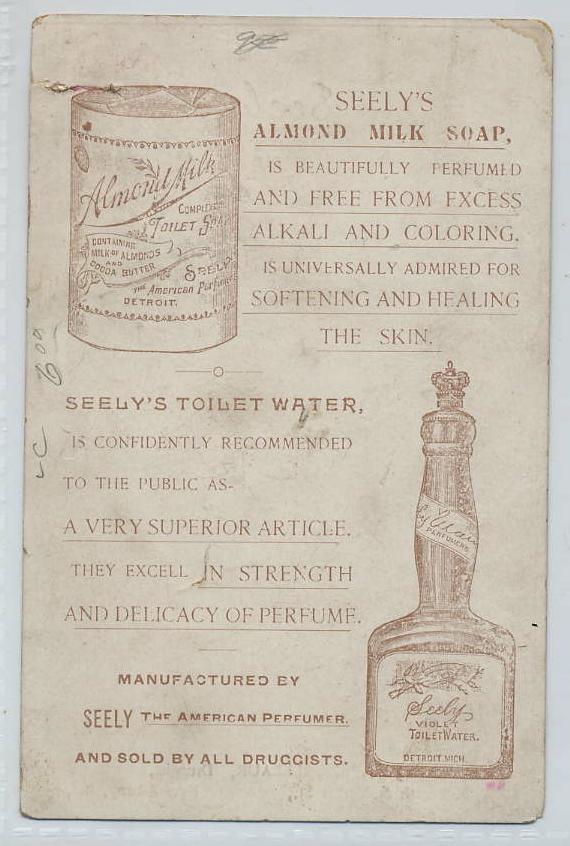 SEELY'S
ALMOND MILK SOAP,
IS BEAUTIFULLY PERFUMED
AND FREE FROM EXCESS
ALKALI AND COLORING.
IS UNIVERSALLY ADMIRED FOR
SOFTENING AND HEALING
THE SKIN.
Almond Milk
COMPLEX
TOILET SOAP
CONTAINING
MILK OF ALMONDS
AND
COCOA BUTTER
SEELY
THE American Perfumer
DETROIT.
SEELY'S TOILET WATER,
IS CONFIDENTLY RECOMMENDED
TO THE PUBLIC AS-
A VERY SUPERIOR ARTICLE.
THEY EXCELL IN STRENGTH
AND DELICACY OF PERFUME.
MANUFACTURED BY
SEELY THE AMERICAN PERFUMER.
AND SOLD BY ALL DRUGGISTS.
PERFUMERS
Seely
VIOLET
TOILET WATER.
DETROIT, MICH